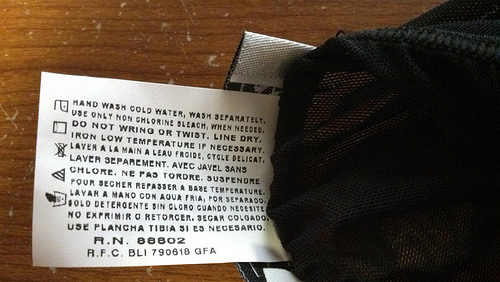 HAND WASH COLD WATER, WASH SEPARATELY.
USE ONLY NON CHLORINE BLEACH, WHEN NEEDED.
DO NOT WRING OR TWIST. LINE DRY.
IRON LOW TEMPERATURE IF NECESSARY.
LAVER A LA MAIN A LEAU FROIDE, CYCLE DELICAT.
LAVER SEPAREMENT. AVEC JAVEL SANS
CHLORE. NE PAS TORDRE. SUSPENDRE
POUR SECHER REPASSER A BASE TEMPERATURE.
LAVAR A MANO CON AGUA FRIA, POR SEPARADO.
SOLO DETERGENTE SIN CLORO CUANDO NECESITE
NO EXPRIMIR O RETORCER. SEGAR COLGADO.
USE PLANCHA TIBIA SI ES NECESARIO.
R.N. 88802
R.F.C. BLI 790618 GFA